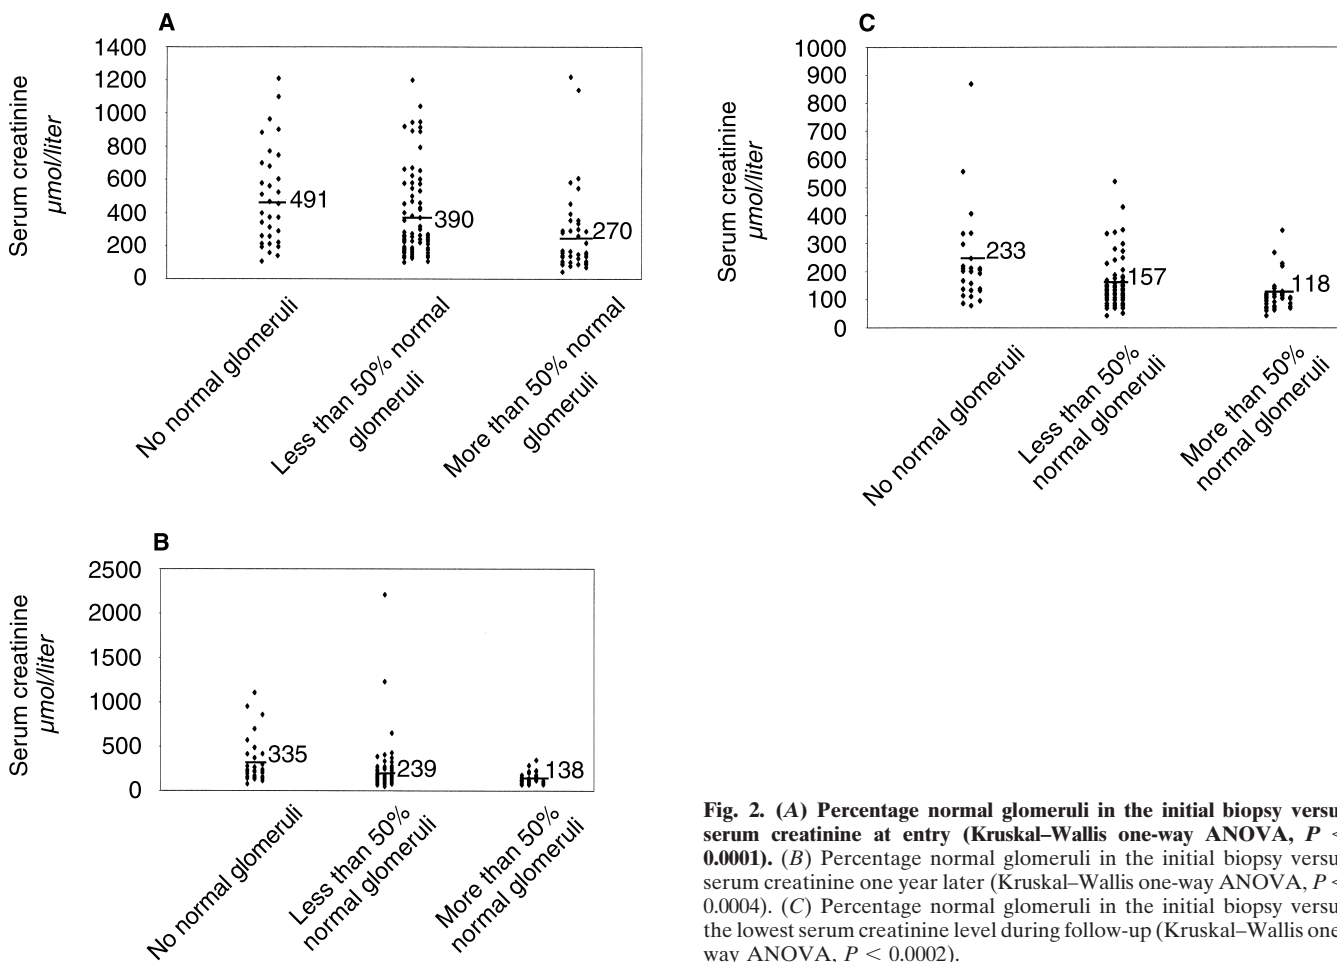 A
Serum creatinine
µmol/liter
1400
1200
1000
800
600
400
200
0
491
390
270
No normal glomeruli
Less than 50% normal
glomeruli
More than 50% normal
glomeruli
B
Serum creatinine
µmol/liter
2500
2000
1500
1000
500
0
335
239
138
No normal glomeruli
Less than 50%
normal glomeruli
More than 50%
normal glomeruli
C
Serum creatinine
µmol/liter
1000
900
800
700
600
500
400
300
200
100
0
233
157
118
No normal glomeruli
Less than 50%
normal glomeruli
More than 50%
normal glomeruli
Fig. 2. (A) Percentage normal glomeruli in the initial biopsy versu
serum creatinine at entry (Kruskal–Wallis one-way ANOVA, P <
0.0001). (B) Percentage normal glomeruli in the initial biopsy versu
serum creatinine one year later (Kruskal–Wallis one-way ANOVA, P <
0.0004). (C) Percentage normal glomeruli in the initial biopsy versu
the lowest serum creatinine level during follow-up (Kruskal–Wallis one
way ANOVA, P < 0.0002).